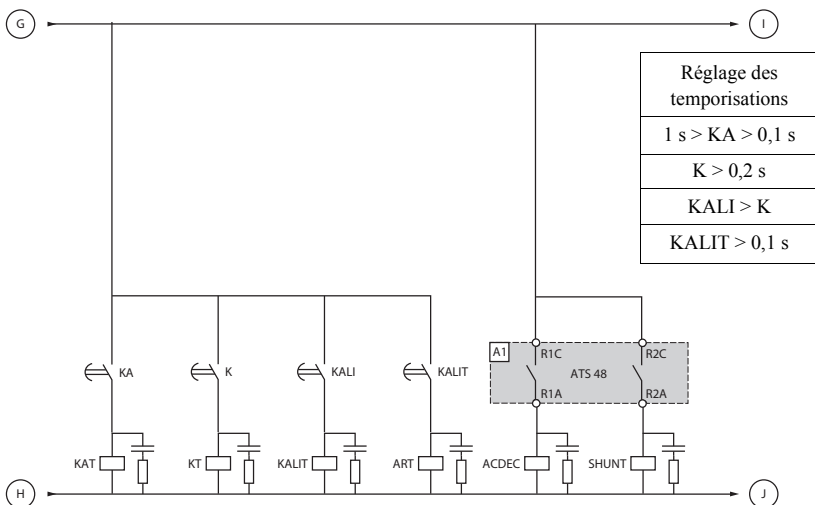 G
I
Réglage des
temporisations
1 s > KA > 0,1 s
K > 0,2 s
KALI > K
KALIT > 0,1 s
A1
R1C
R2C
KA
K
KALI
KALIT
ATS 48
R1A
R2A
KAT
KT
KALIT
ART
ACDEC
SHUNT
H
J